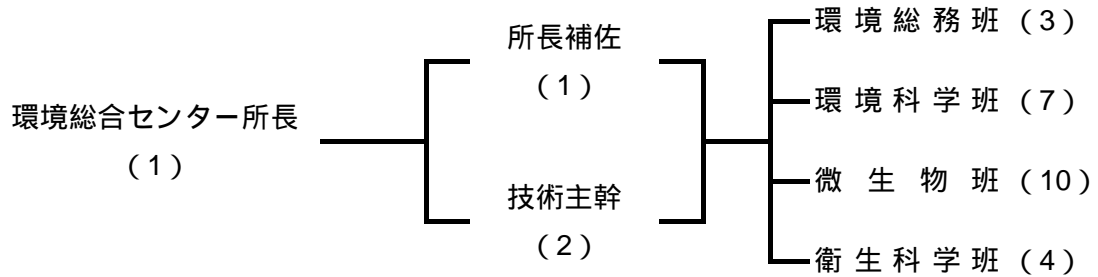 環境総合センター所長
(1)
所長補佐
(1)
技術主幹
(2)
環境総務班 (3)
環境科学班 (7)
微生物班 (10)
衛生科学班 (4)